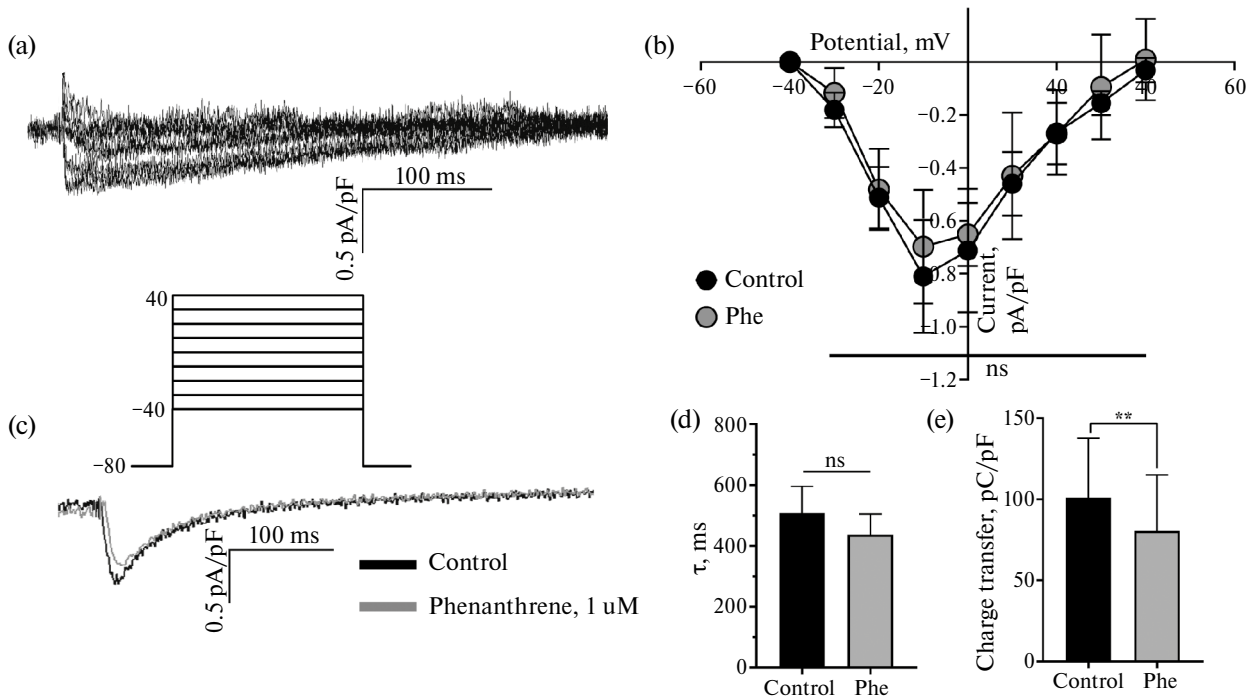 (a)
100 ms
0.5 pA/pF
40
−40
−80
(b)
Potential, mV
−60
−40
−20
20
40
40
60
−0.2
−0.4
−0.6
−0.8
−1.0
−1.2
Current,
pA/pF
Control
Phe
ns
(c)
100 ms
0.5 pA/pF
Control
Phenanthrene, 1 uM
(d)
800
600
400
200
0
τ, ms
ns
Control
Phe
(e)
150
100
50
0
Charge transfer, pC/pF
**
Control
Phe